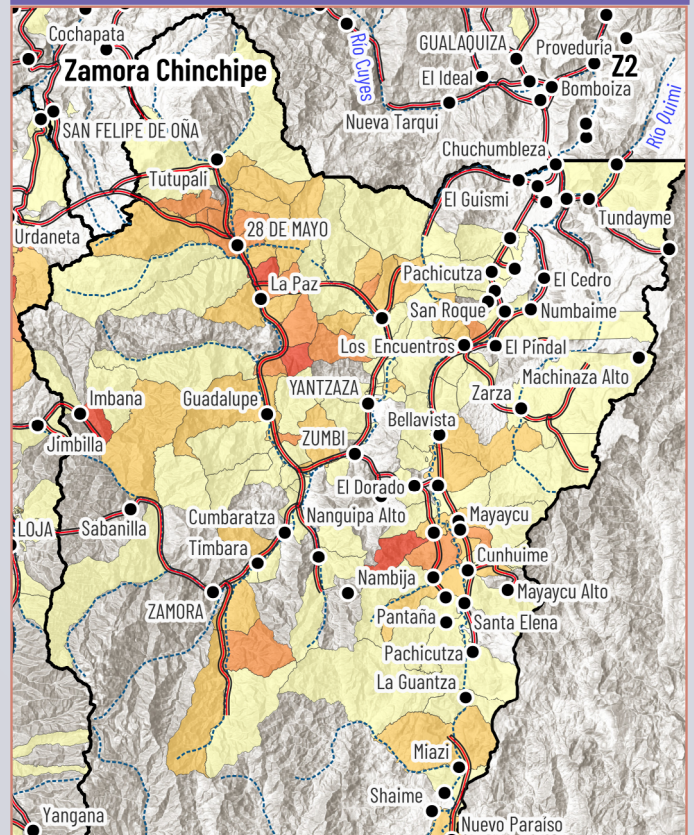 Cochapata
Zamora Chinchipe
Río Cuyes
GUALAQUIZA
Proveduria
Z2
El Ideal
Bomboiza
Nueva Tarqui
Río Quimi
SAN FELIPE DE OÑA
Chuchumbleza
Tutupali
El Guismi
Tundayme
Urdaneta
28 DE MAYO
Pachicutza
El Cedro
La Paz
San Roque
Numbaime
Los Encuentros
El Pindal
Machinaza Alto
YANTZAZA
Zarza
Imbana
Guadalupe
Bellavista
Jimbilla
ZUMBI
El Dorado
LOJA
Sabanilla
Cumbaratza
Nanguipa Alto
Mayaycu
Timbara
Cunhuime
Nambija
Mayaycu Alto
ZAMORA
Pantaña
Santa Elena
Pachicutza
La Guantza
Miazi
Shaime
Yangana
Nuevo Paraiso